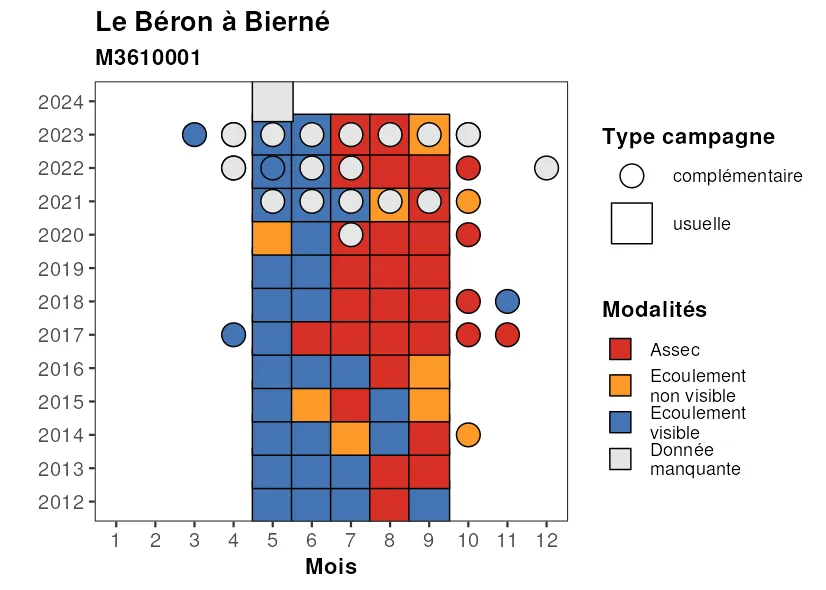 Le Béron à Bierné
M3610001
2024
2023
2022
2021
2020
2019
2018
2017
2016
2015
2014
2013
2012
1 2 3 4 5 6 7 8 9 10 11 12
Mois
Type campagne
complémentaire
usuelle
Modalités
Assec
Ecoulement
non visible
Ecoulement
visible
Donnée
manquante